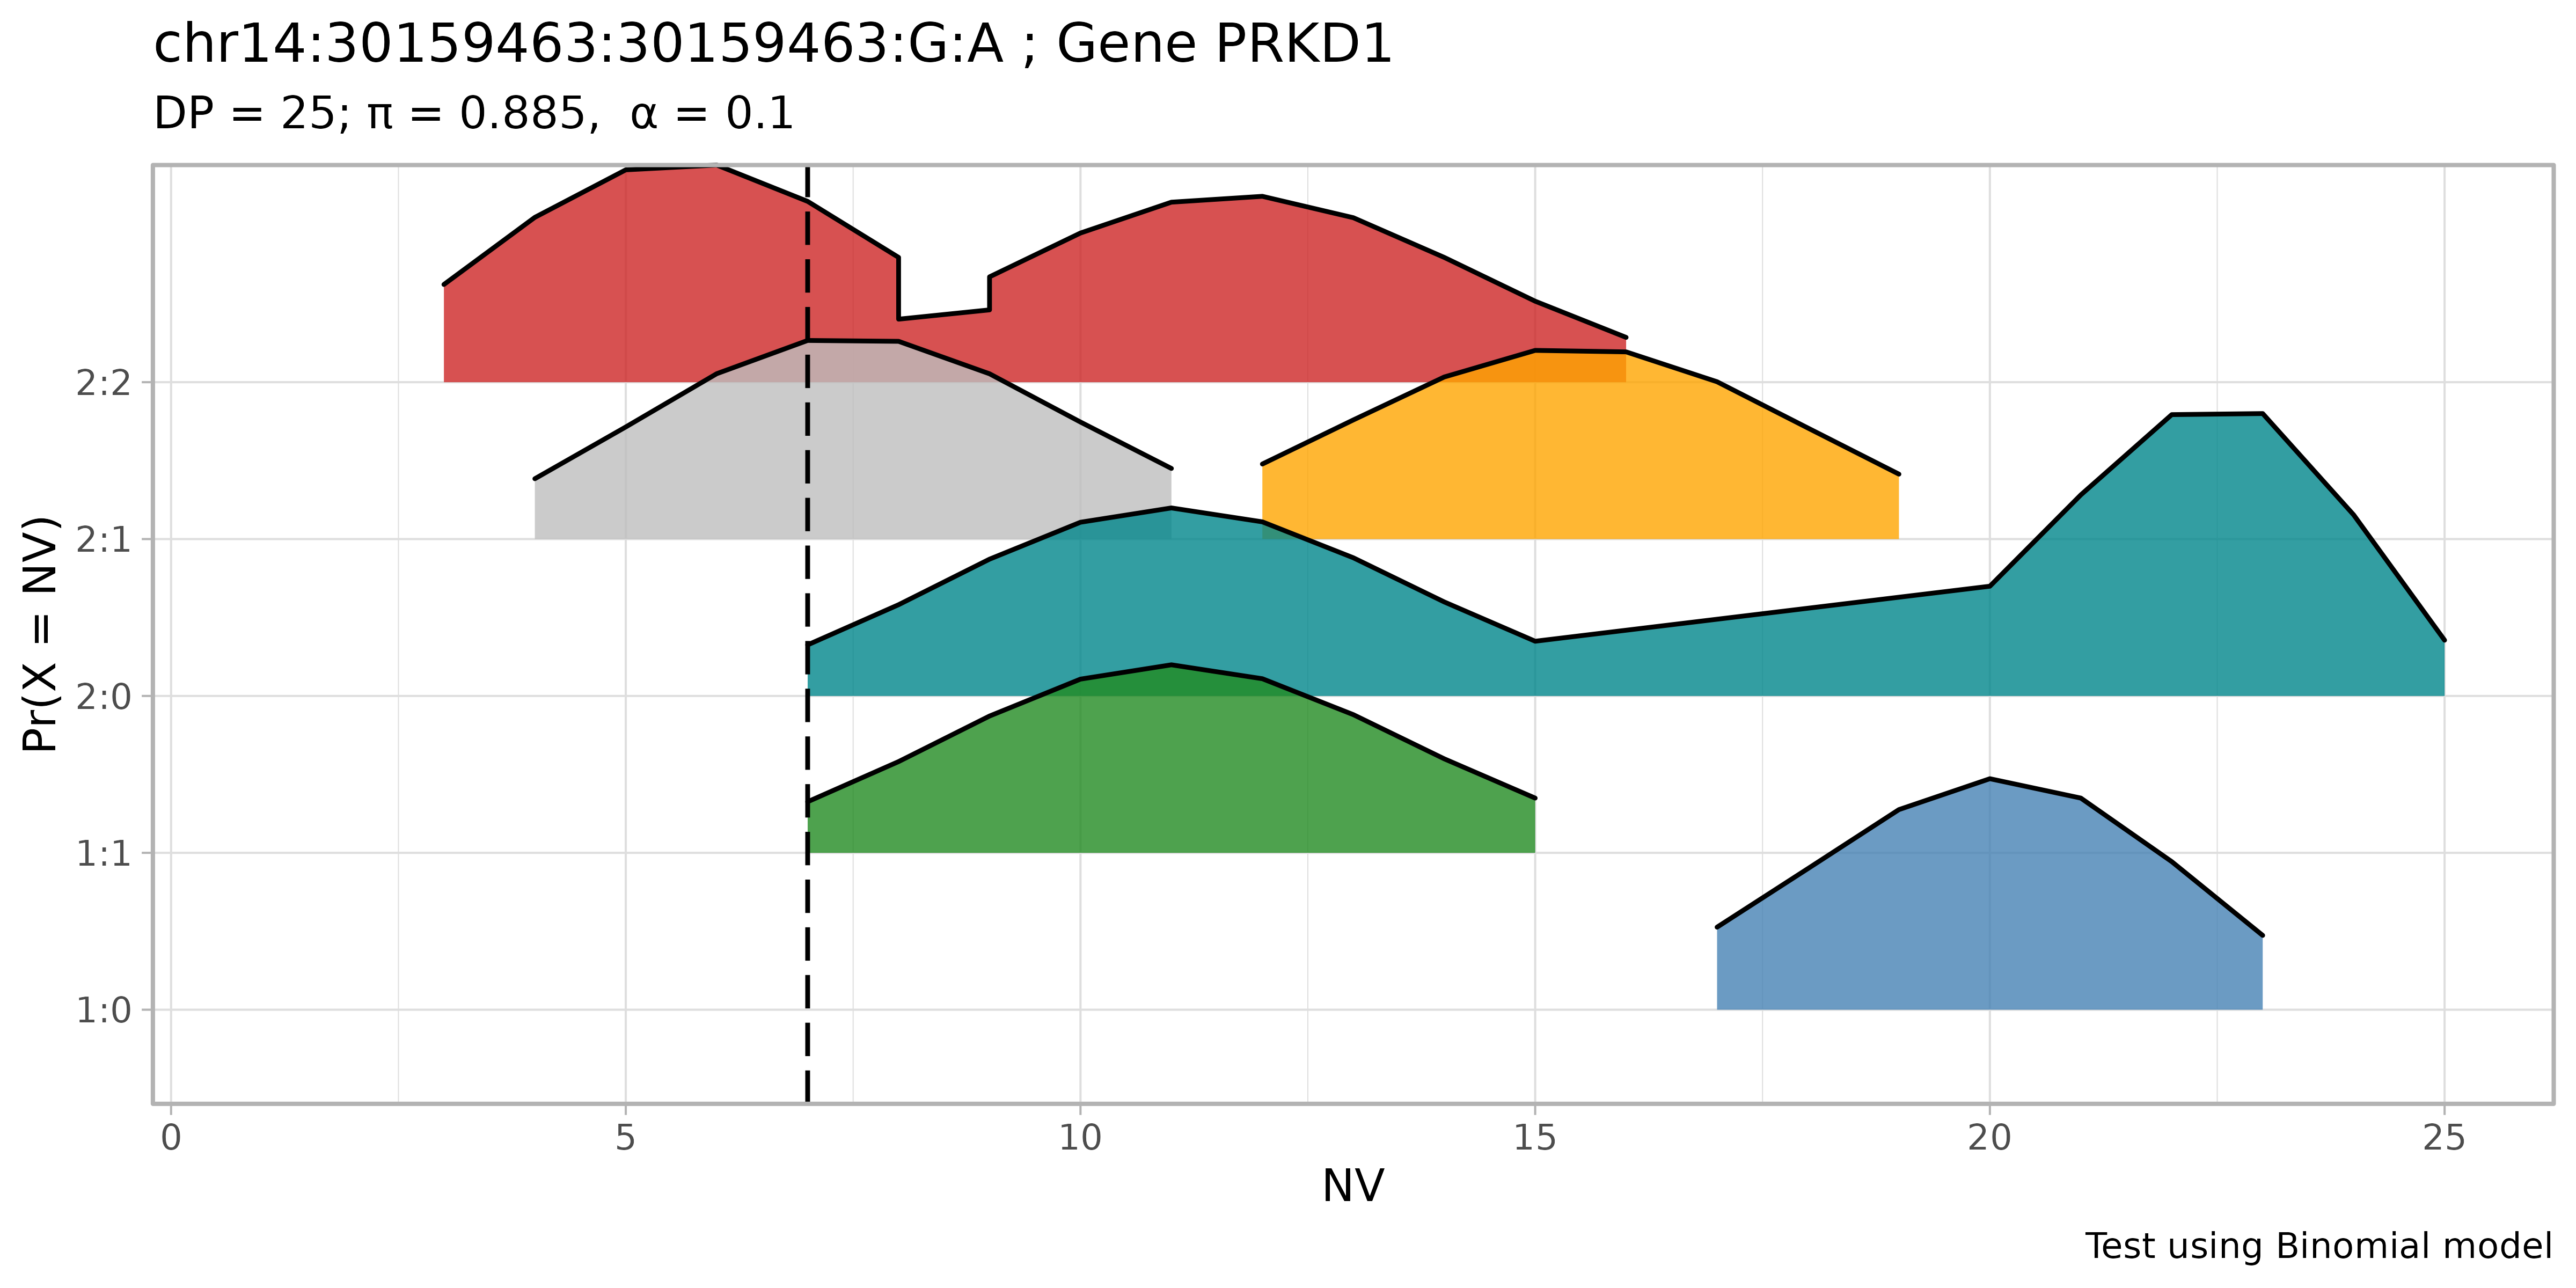 chr14:30159463:30159463:G:A ; Gene PRKD1
DP = 25; π = 0.885,  α = 0.1
Pr(X = NV)
2:2
2:1
2:0
1:1
1:0
0 5 10 15 20 25
NV
Test using Binomial model